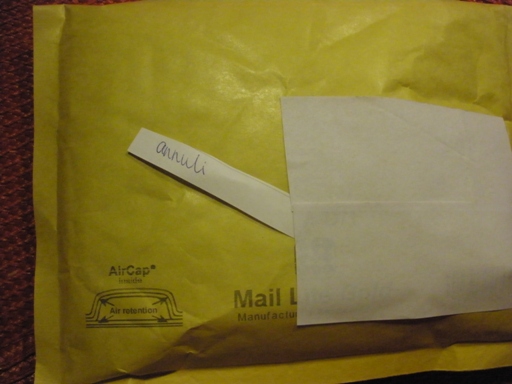 annuli
AirCap®
inside
Air retention
Mail L
Manufactu